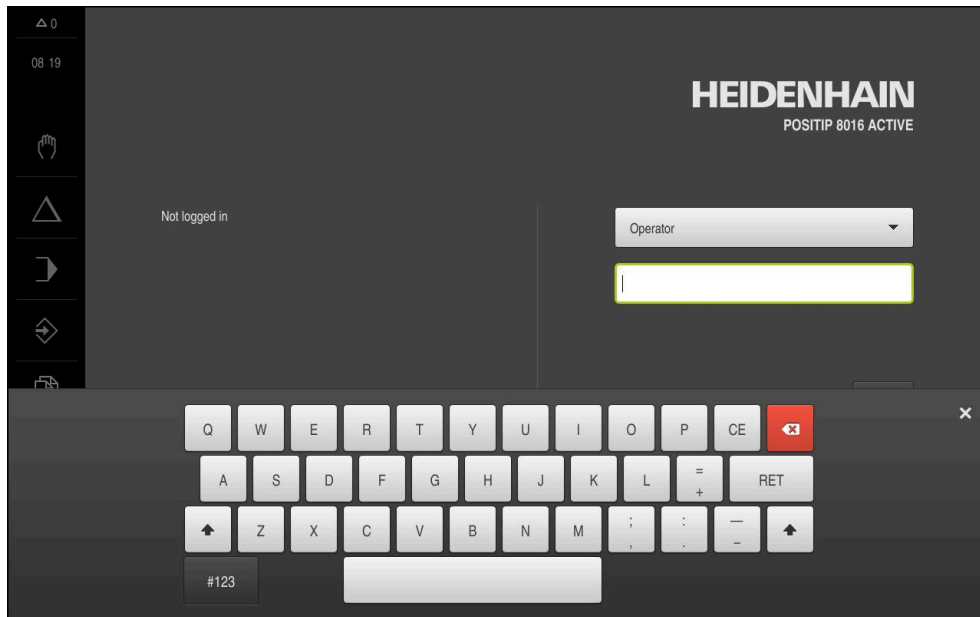 0
08 19
HEIDENHAIN
POSITIP 8016 ACTIVE
Not logged in
Operator
Q W E R T Y U I O P CE
A S D F G H J K L = + RET
Z X C V B N M ; , : . — –
#123